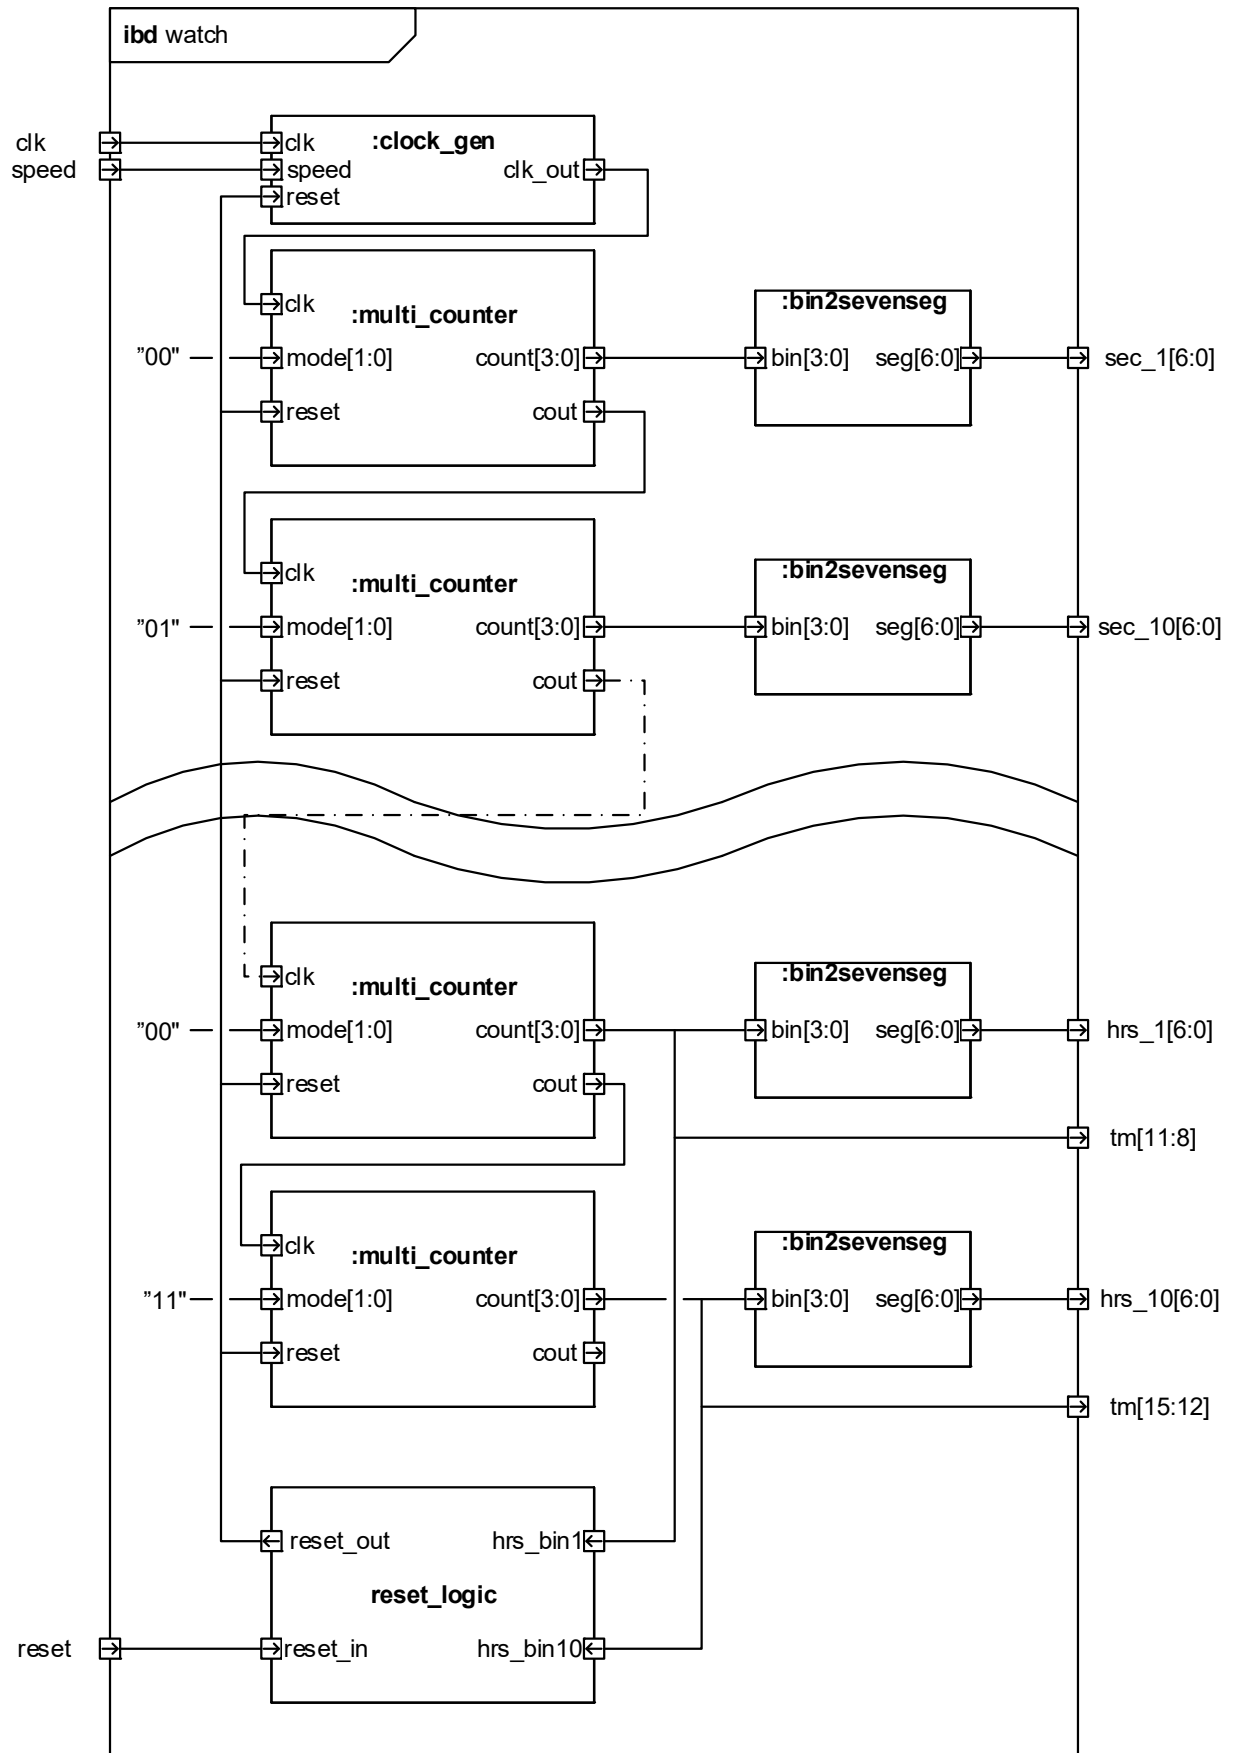 ibd watch
clk
clk
:clock_gen
speed
speed
clk_out
reset
clk
:multi_counter
:bin2sevenseg
”00"
mode[1:0]
count[3:0]
bin[3:0]
seg[6:0]
sec_1[6:0]
reset
cout
clk
:multi_counter
:bin2sevenseg
”01"
mode[1:0]
count[3:0]
bin[3:0]
seg[6:0]
sec_10[6:0]
reset
cout
clk
:multi_counter
:bin2sevenseg
”00"
mode[1:0]
count[3:0]
bin[3:0]
seg[6:0]
hrs_1[6:0]
reset
cout
tm[11:8]
clk
:multi_counter
:bin2sevenseg
”11"
mode[1:0]
count[3:0]
bin[3:0]
seg[6:0]
hrs_10[6:0]
reset
cout
tm[15:12]
reset_out
hrs_bin1
reset_logic
reset
reset_in
hrs_bin10